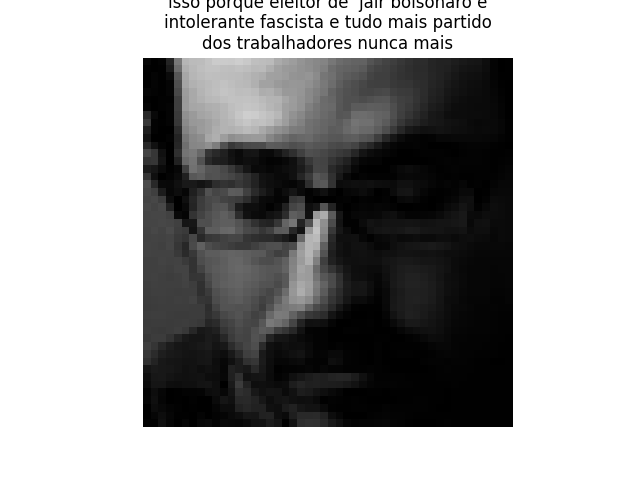 isso porque eleitor de  jair bolsonaro é
intolerante fascista e tudo mais partido
dos trabalhadores nunca mais